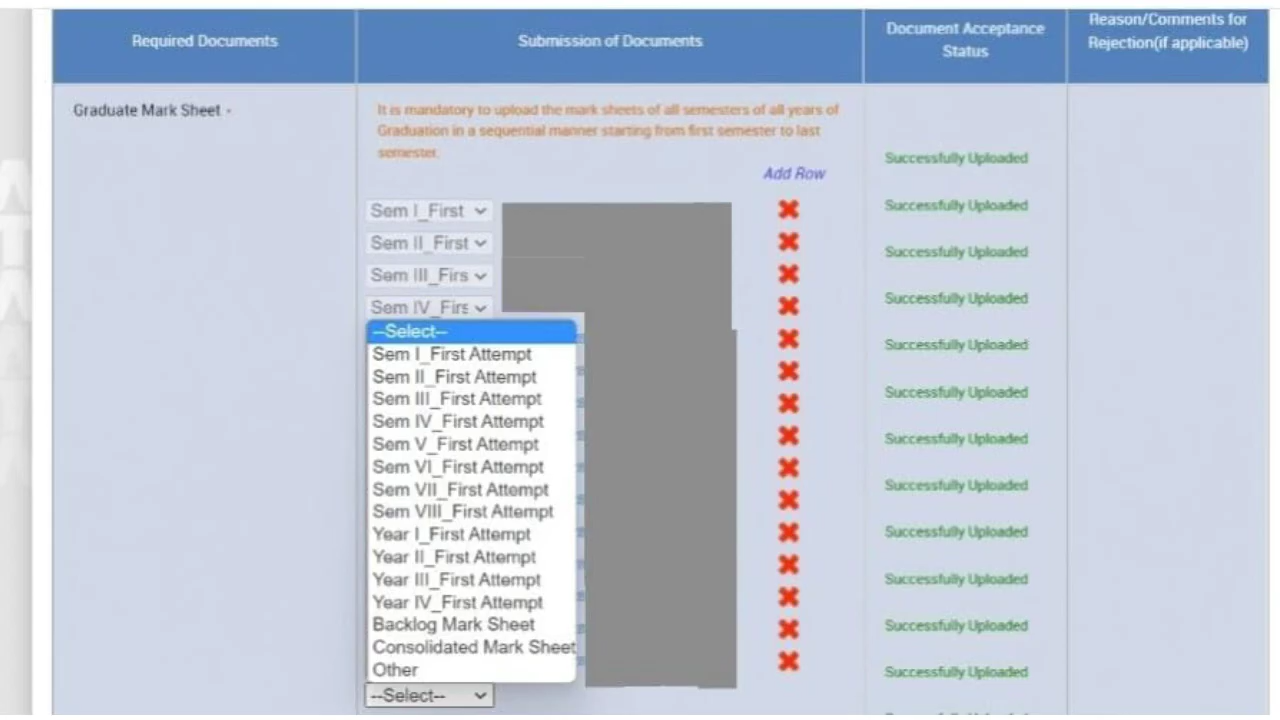 Required Documents
Submission of Documents
Document Acceptance
Status
Reason/Comments for
Rejection(if applicable)
Graduate Mark Sheet -
It is mandatory to upload the mark sheets of all semesters of all years of
Graduation in a sequential manner starting from first semester to last
semester.
Add Row
Sem I_First
Sem II_First
Sem III_Firs
Sem IV_Firs
--Select--
Sem I_First Attempt
Sem II_First Attempt
Sem III_First Attempt
Sem IV_First Attempt
Sem V_First Attempt
Sem VI_First Attempt
Sem VII_First Attempt
Sem VIII_First Attempt
Year I_First Attempt
Year II_First Attempt
Year III_First Attempt
Year IV_First Attempt
Backlog Mark Sheet
Consolidated Mark Sheet
Other
--Select--
Successfully Uploaded
Successfully Uploaded
Successfully Uploaded
Successfully Uploaded
Successfully Uploaded
Successfully Uploaded
Successfully Uploaded
Successfully Uploaded
Successfully Uploaded
Successfully Uploaded
Successfully Uploaded
Successfully Uploaded